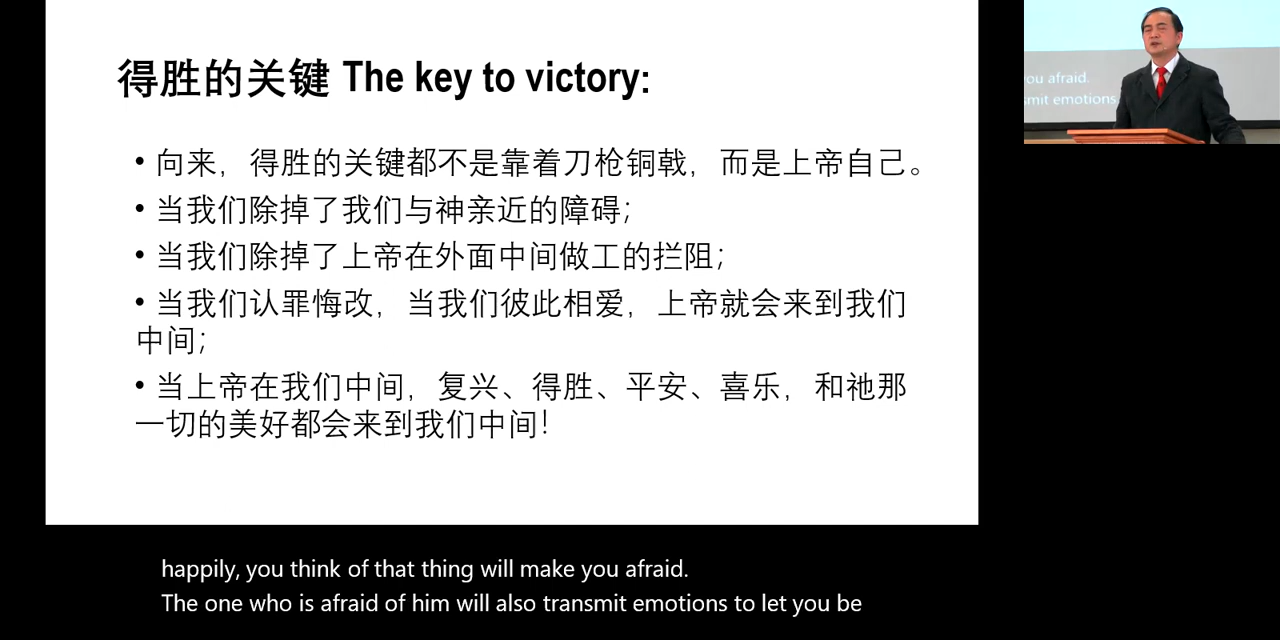 得胜的关键 The key to victory:
• 向来，得胜的关键都不是靠着刀枪铜戟，而是上帝自己。
• 当我们除掉了我们与神亲近的障碍；
• 当我们除掉了上帝在外面中间做工的拦阻；
• 当我们认罪悔改，当我们彼此相爱，上帝就会来到我们
中间；
• 当上帝在我们中间，复兴、得胜、平安、喜乐，和祂那
一切的美好都会来到我们中间！
you afraid.
smit emotions
happily, you think of that thing will make you afraid.
The one who is afraid of him will also transmit emotions to let you be